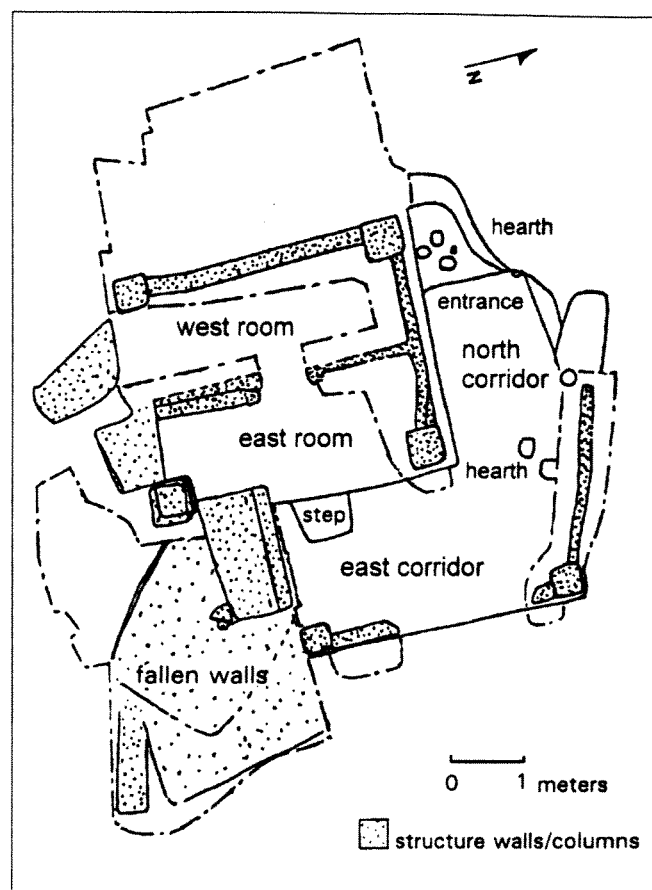 N
hearth
entrance
west room
north
corridor
east room
hearth
step
east corridor
fallen walls
0 1 meters
structure walls/columns